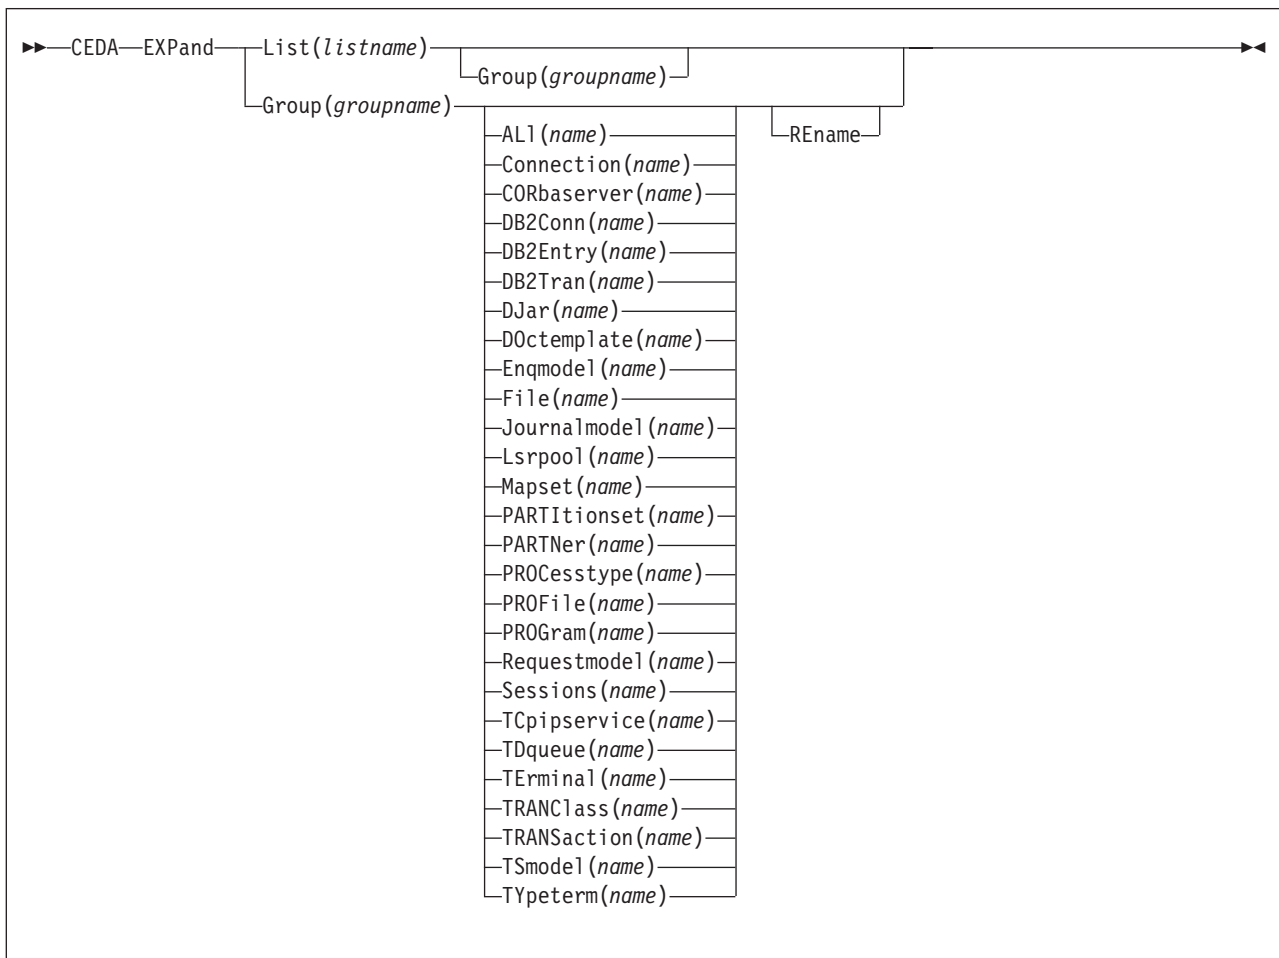 CEDA EXPand List(listname)
Group(groupname)
Group(groupname)
ALl(name) REname
Connection(name)
CORbaserver(name)
DB2Conn(name)
DB2Entry(name)
DB2Tran(name)
DJar(name)
DOctemplate(name)
Enqmodel(name)
File(name)
Journalmodel(name)
Lsrpool(name)
Mapset(name)
PARTItionset(name)
PARTNer(name)
PROCesstype(name)
PROFile(name)
PROGram(name)
Requestmodel(name)
Sessions(name)
TCpipservice(name)
TDqueue(name)
TErminal(name)
TRANClass(name)
TRANSaction(name)
TSmodel(name)
TYpeterm(name)